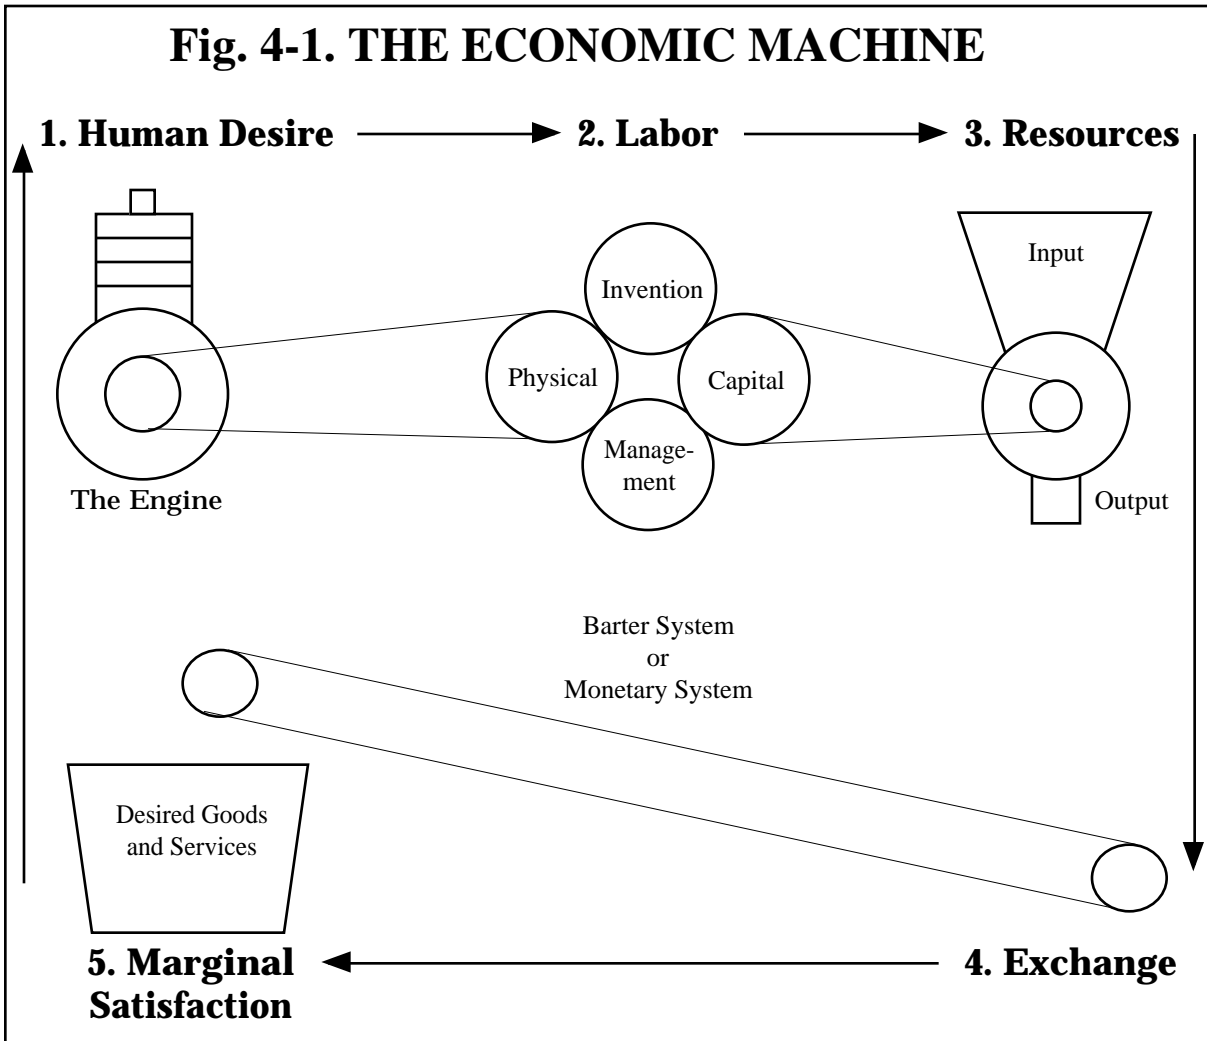 Fig. 4-1. THE ECONOMIC MACHINE
1. Human Desire
2. Labor
3. Resources
Input
Invention
Physical
Capital
Manage-
ment
The Engine
Output
Barter System
or
Monetary System
Desired Goods
and Services
5. Marginal
Satisfaction
4. Exchange